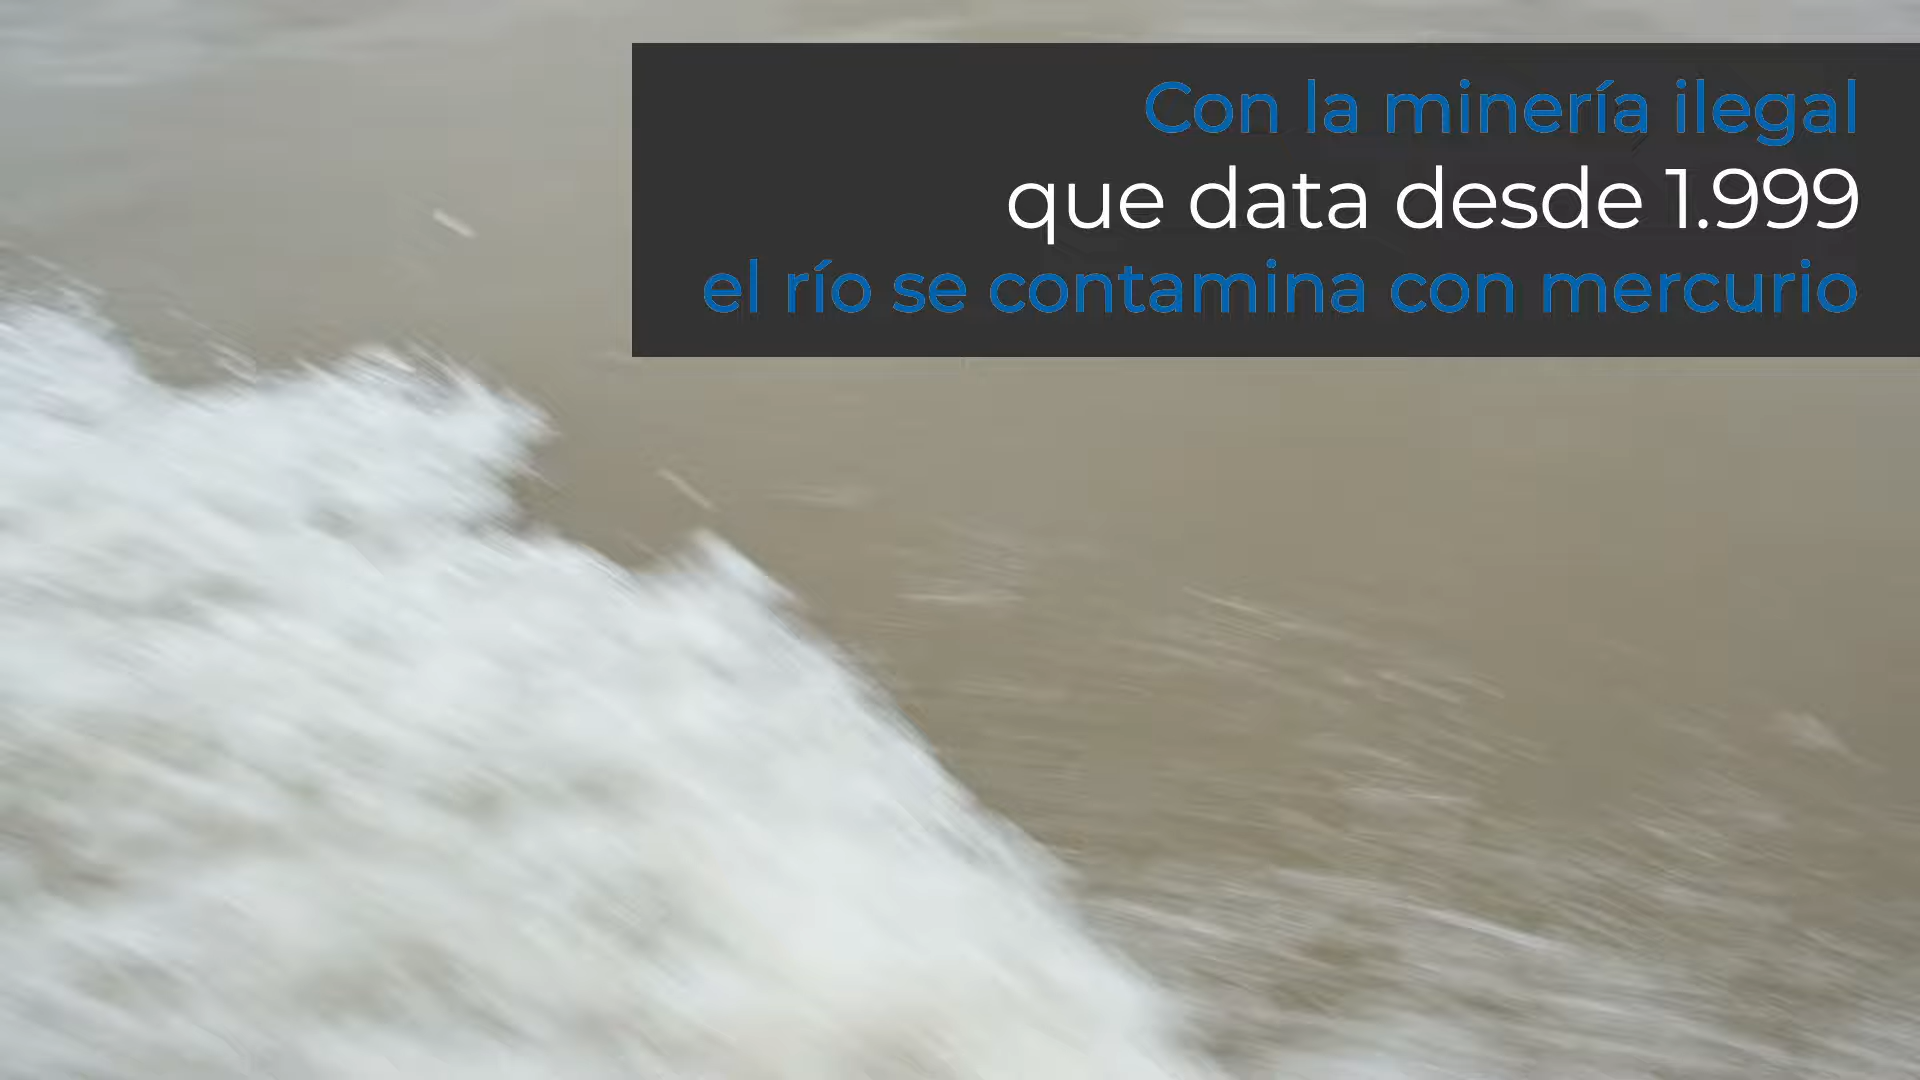 Con la minería ilegal
que data desde 1.999
el río se contamina con mercurio